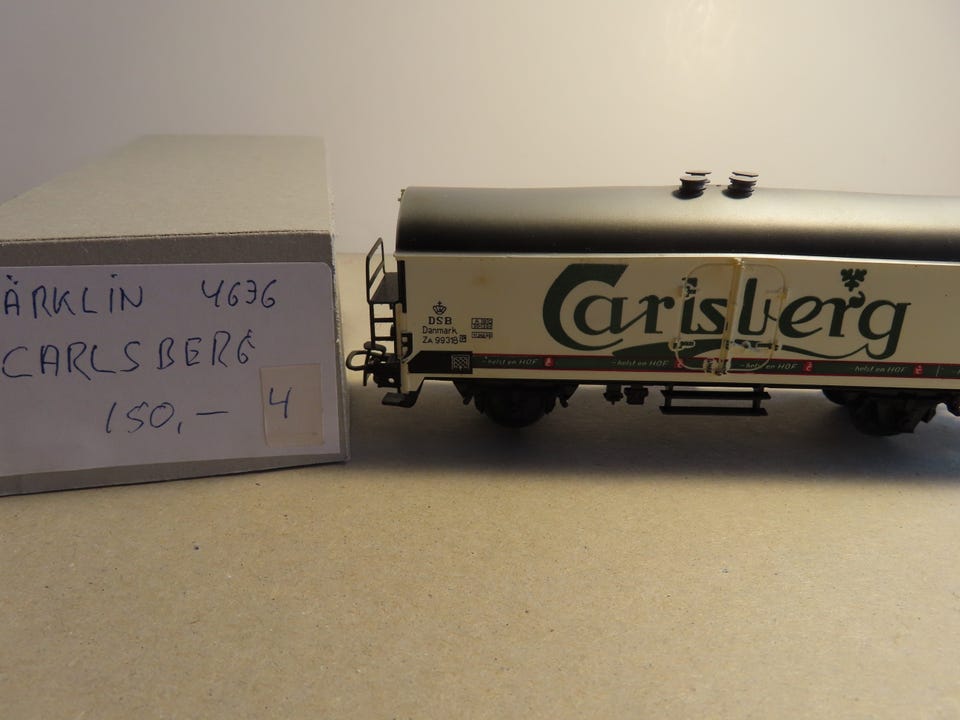 ÄRKLIN 4636
CARLSBERG
150,- 4
Carlsberg
DSB
Danmark
ZA 99318
-helst en HOF -helst en HOF -helst en HOF -helst en HOF